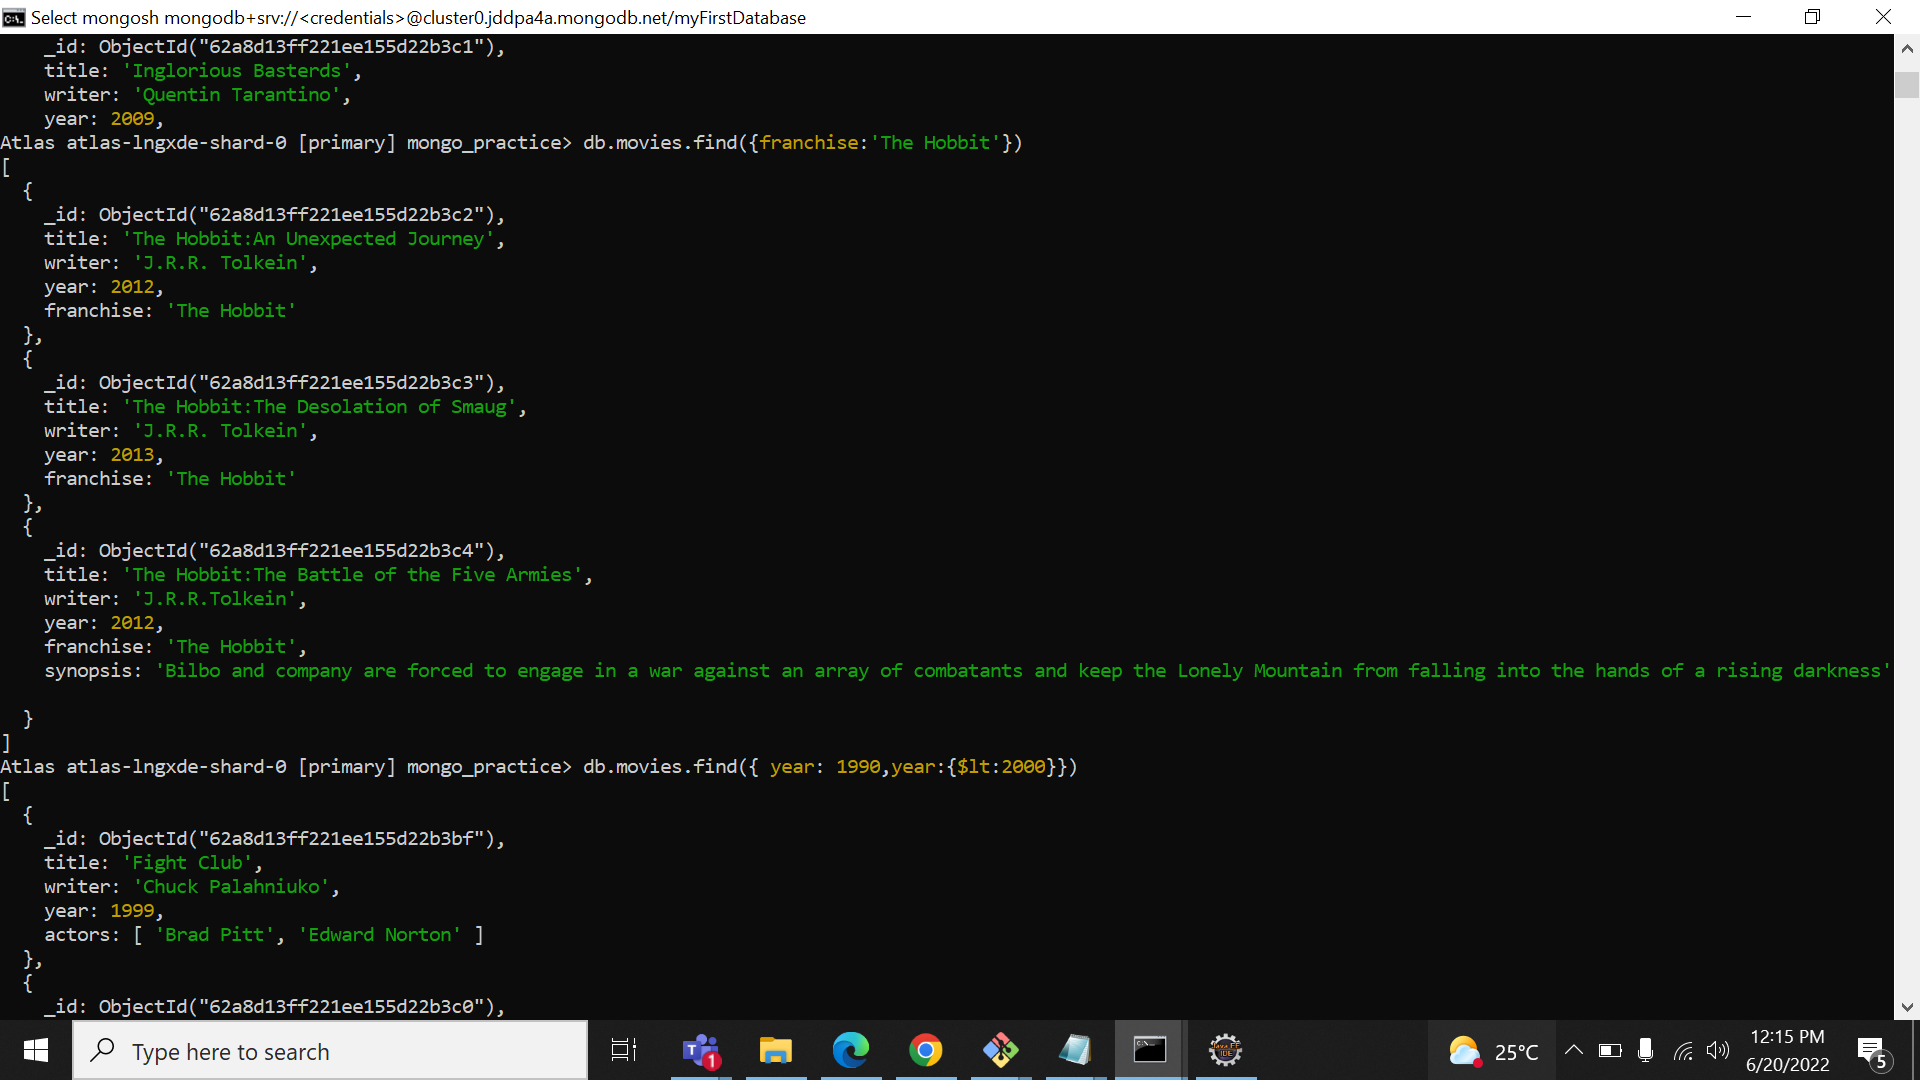 Select mongosh mongodb+srv://<credentials>@cluster0.jddpa4a.mongodb.net/myFirstDatabase
_id: ObjectId("62a8d13ff221ee155d22b3c1"),
title: 'Inglorious Basterds',
writer: 'Quentin Tarantino',
year: 2009,
Atlas atlas-lngxde-shard-0 [primary] mongo_practice> db.movies.find({franchise:'The Hobbit'})
[
{
_id: ObjectId("62a8d13ff221ee155d22b3c2"),
title: 'The Hobbit:An Unexpected Journey',
writer: 'J.R.R. Tolkein',
year: 2012,
franchise: 'The Hobbit'
},
{
_id: ObjectId("62a8d13ff221ee155d22b3c3"),
title: 'The Hobbit:The Desolation of Smaug',
writer: 'J.R.R. Tolkein',
year: 2013,
franchise: 'The Hobbit'
},
{
_id: ObjectId("62a8d13ff221ee155d22b3c4"),
title: 'The Hobbit:The Battle of the Five Armies',
writer: 'J.R.R.Tolkein',
year: 2012,
franchise: 'The Hobbit',
synopsis: 'Bilbo and company are forced to engage in a war against an array of combatants and keep the Lonely Mountain from falling into the hands of a rising darkness'
}
]
Atlas atlas-lngxde-shard-0 [primary] mongo_practice> db.movies.find({ year: 1990,year:{$lt:2000}})
[
{
_id: ObjectId("62a8d13ff221ee155d22b3bf"),
title: 'Fight Club',
writer: 'Chuck Palahniuko',
year: 1999,
actors: [ 'Brad Pitt', 'Edward Norton' ]
},
{
_id: ObjectId("62a8d13ff221ee155d22b3c0"),
Type here to search
T
1
Java EE
IDE
25°C
12:15 PM
6/20/2022
5